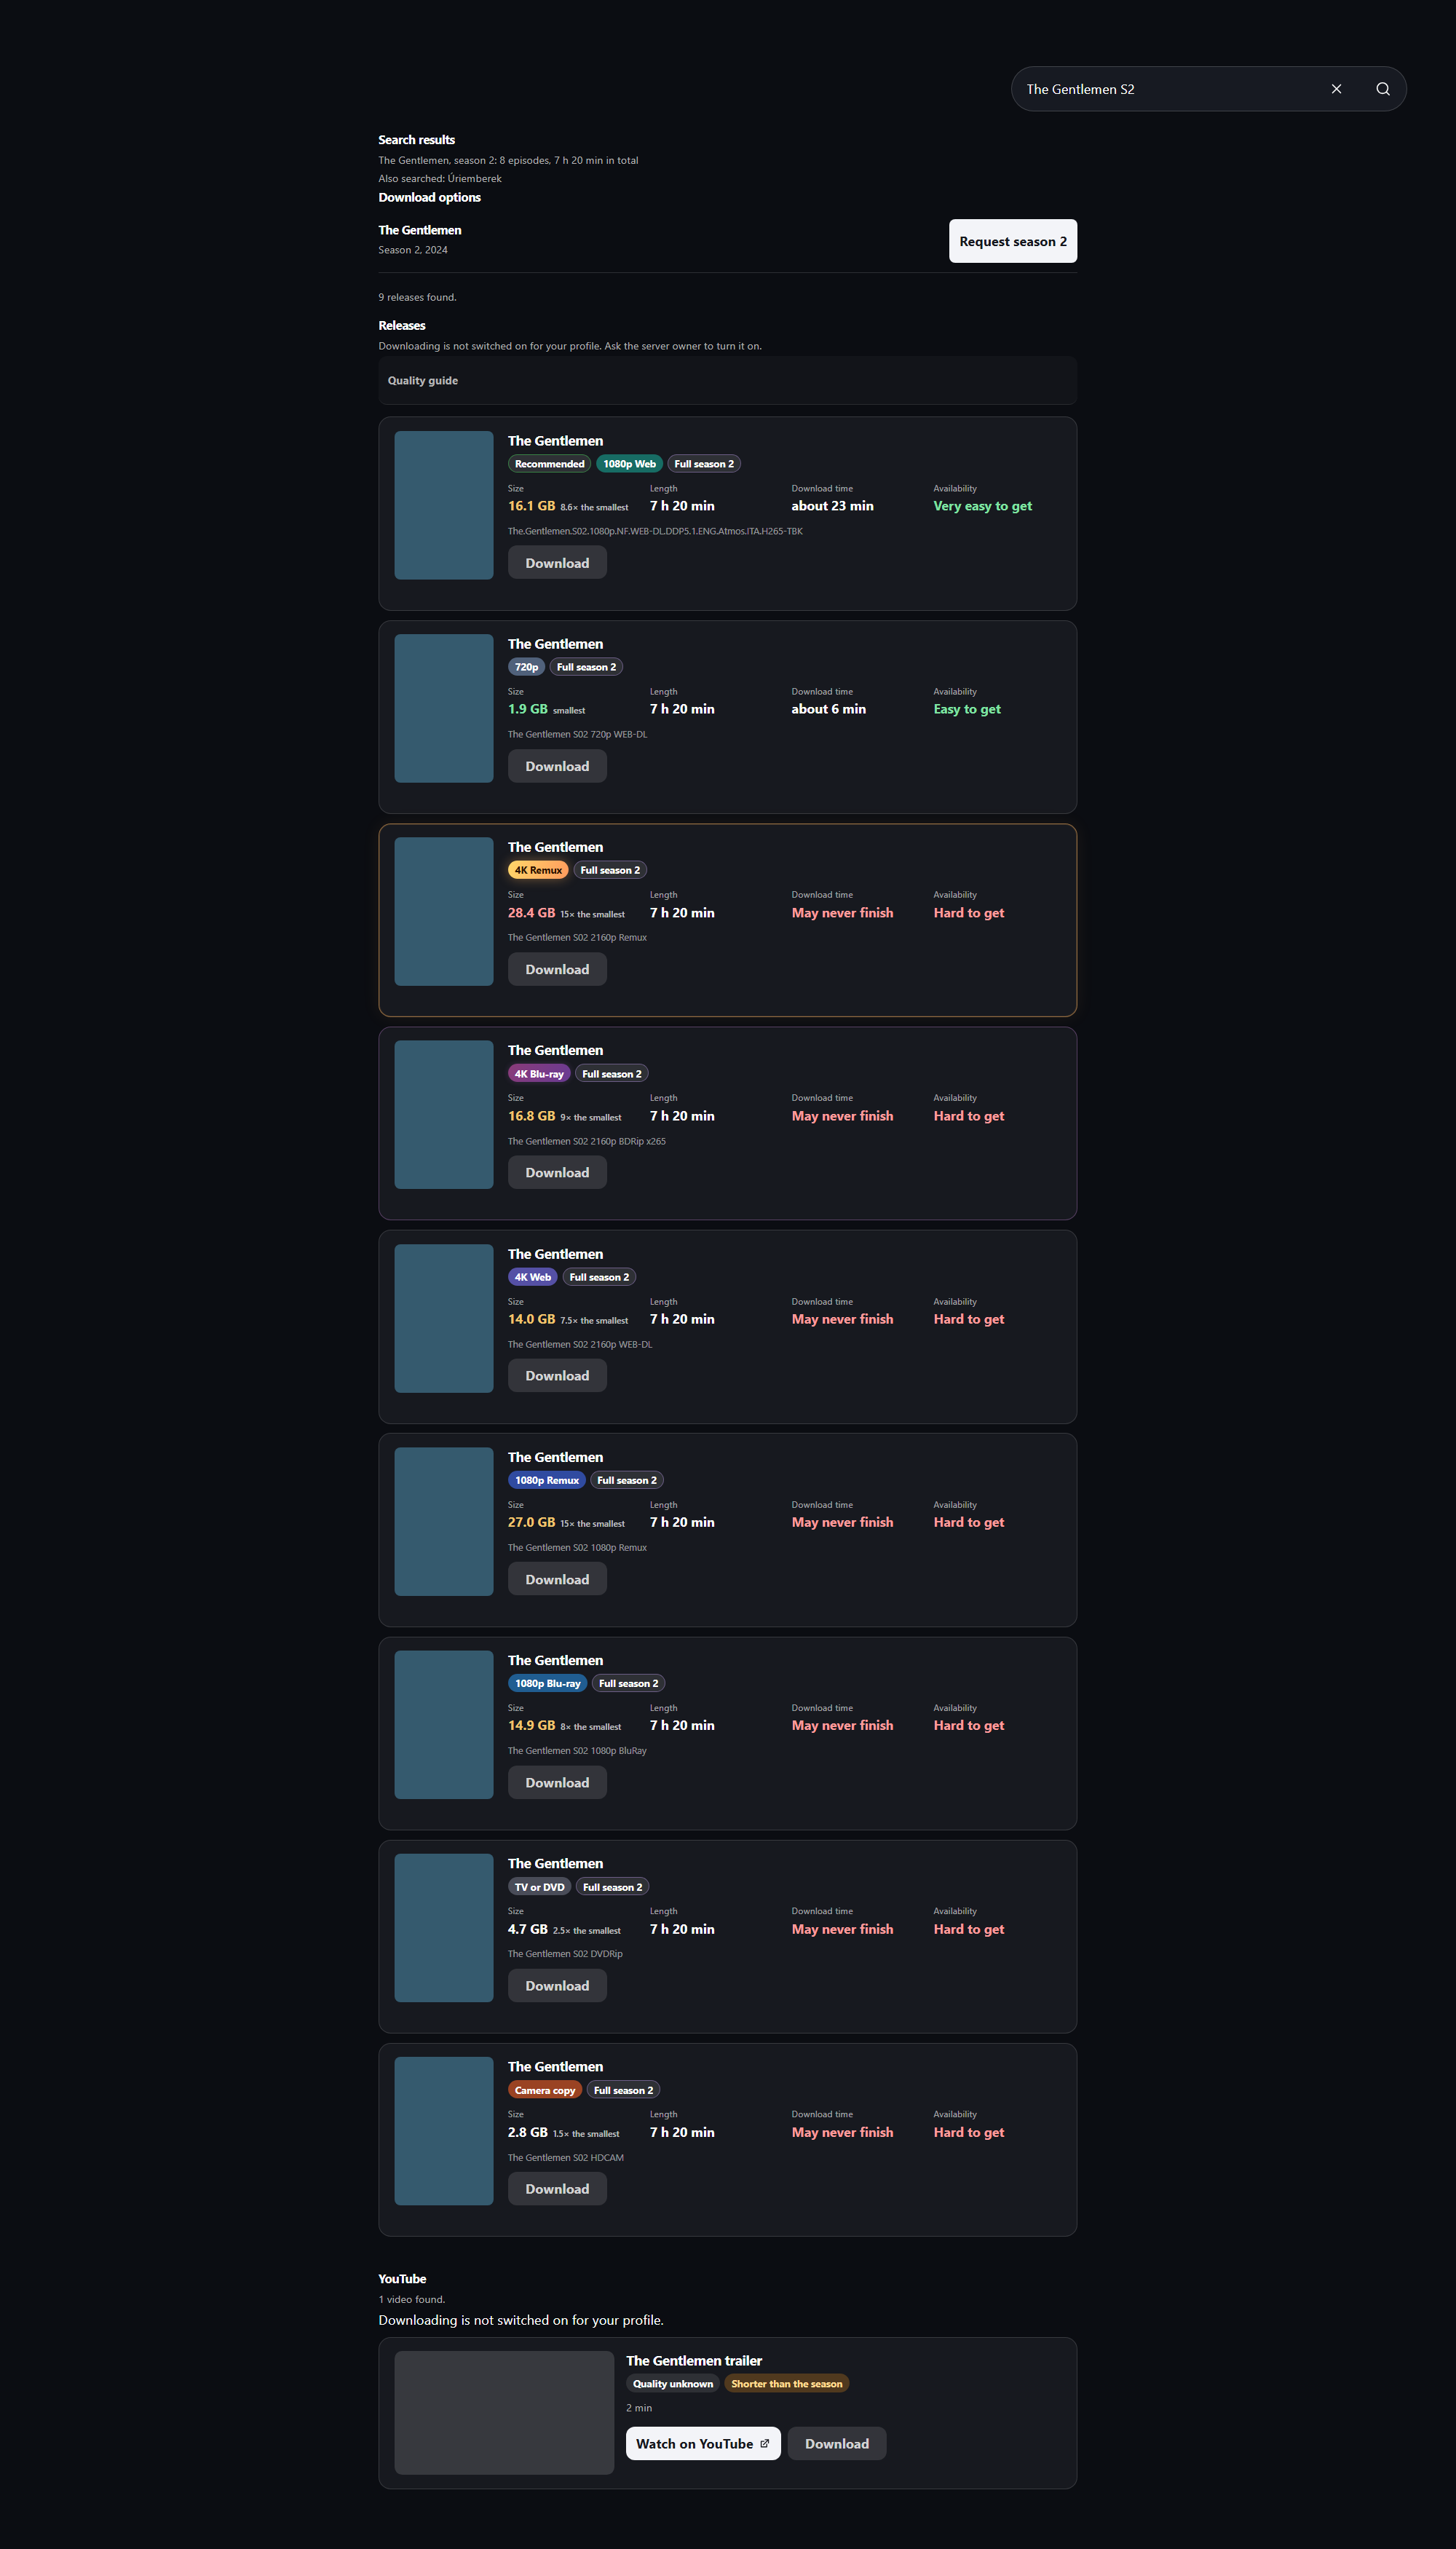 The Gentlemen S2
Search results
The Gentlemen, season 2: 8 episodes, 7 h 20 min in total
Also searched: Úriemberek
Download options
The Gentlemen
Season 2, 2024
Request season 2
9 releases found.
Releases
Downloading is not switched on for your profile. Ask the server owner to turn it on.
Quality guide
The Gentlemen
Recommended 1080p Web Full season 2
Size Length Download time Availability
16.1 GB 8.6× the smallest 7 h 20 min about 23 min Very easy to get
The.Gentlemen.S02.1080p.NF.WEB-DL.DDP5.1.ENG.Atmos.ITA.H265-TBK
Download
The Gentlemen
720p Full season 2
Size Length Download time Availability
1.9 GB smallest 7 h 20 min about 6 min Easy to get
The Gentlemen S02 720p WEB-DL
Download
The Gentlemen
4K Remux Full season 2
Size Length Download time Availability
28.4 GB 15× the smallest 7 h 20 min May never finish Hard to get
The Gentlemen S02 2160p Remux
Download
The Gentlemen
4K Blu-ray Full season 2
Size Length Download time Availability
16.8 GB 9× the smallest 7 h 20 min May never finish Hard to get
The Gentlemen S02 2160p BDRip x265
Download
The Gentlemen
4K Web Full season 2
Size Length Download time Availability
14.0 GB 7.5× the smallest 7 h 20 min May never finish Hard to get
The Gentlemen S02 2160p WEB-DL
Download
The Gentlemen
1080p Remux Full season 2
Size Length Download time Availability
27.0 GB 15× the smallest 7 h 20 min May never finish Hard to get
The Gentlemen S02 1080p Remux
Download
The Gentlemen
1080p Blu-ray Full season 2
Size Length Download time Availability
14.9 GB 8× the smallest 7 h 20 min May never finish Hard to get
The Gentlemen S02 1080p BluRay
Download
The Gentlemen
TV or DVD Full season 2
Size Length Download time Availability
4.7 GB 2.5× the smallest 7 h 20 min May never finish Hard to get
The Gentlemen S02 DVDRip
Download
The Gentlemen
Camera copy Full season 2
Size Length Download time Availability
2.8 GB 1.5× the smallest 7 h 20 min May never finish Hard to get
The Gentlemen S02 HDCAM
Download
YouTube
1 video found.
Downloading is not switched on for your profile.
The Gentlemen trailer
Quality unknown Shorter than the season
2 min
Watch on YouTube Download